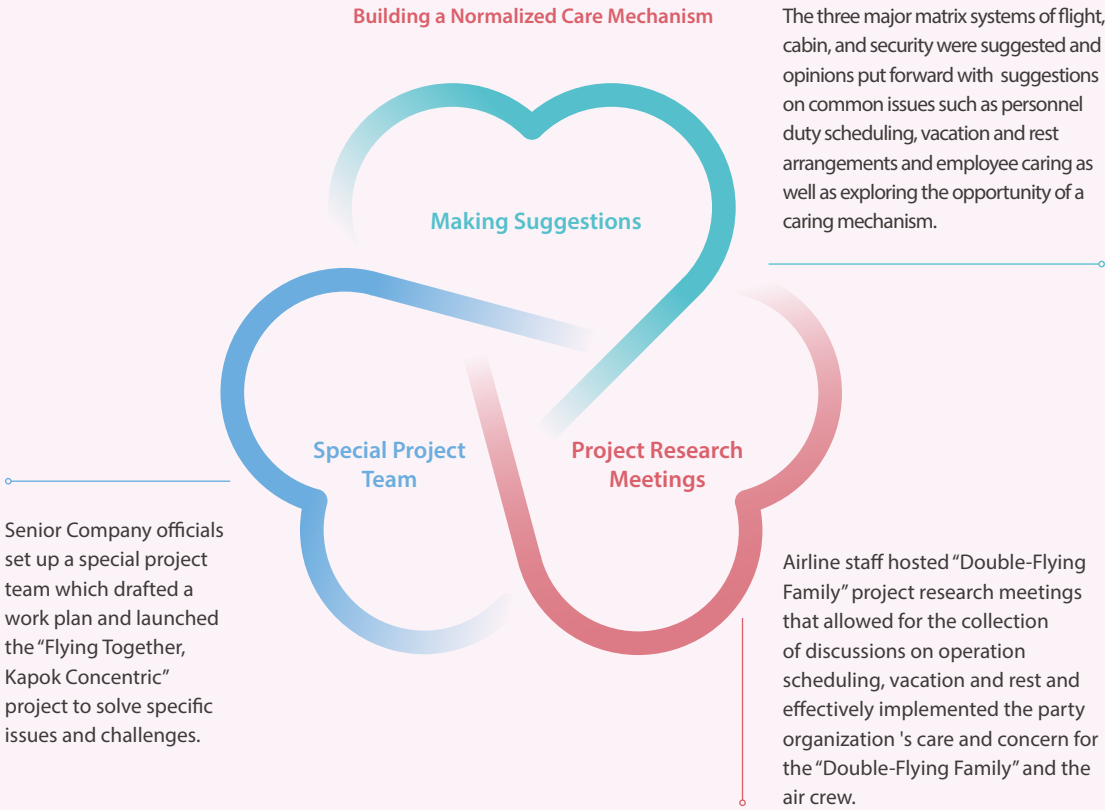 Building a Normalized Care Mechanism
The three major matrix systems of flight,
cabin, and security were suggested and
opinions put forward with suggestions
on common issues such as personnel
duty scheduling, vacation and rest
arrangements and employee caring as
well as exploring the opportunity of a
caring mechanism.
Making Suggestions
Special Project
Team
Project Research
Meetings
Senior Company officials
set up a special project
team which drafted a
work plan and launched
the “Flying Together,
Kapok Concentric”
project to solve specific
issues and challenges.
Airline staff hosted “Double-Flying
Family” project research meetings
that allowed for the collection
of discussions on operation
scheduling, vacation and rest and
effectively implemented the party
organization 's care and concern for
the “Double-Flying Family” and the
air crew.